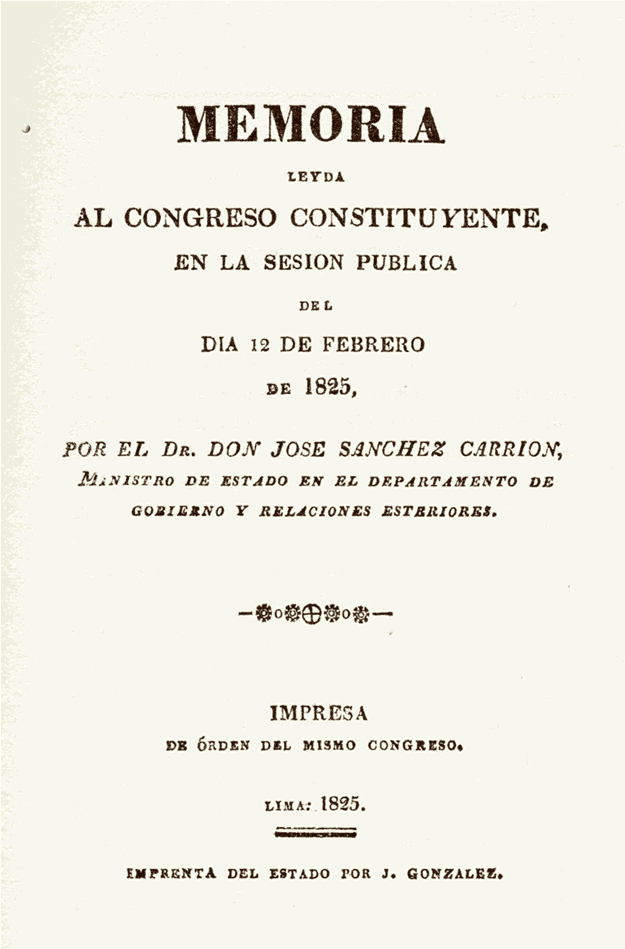 MEMORIA
LEYDA
AL CONGRESO CONSTITUYENTE,
EN LA SESION PUBLICA
DEL
DIA 12 DE FEBRERO
DE 1825,
POR EL DR. DON JOSE SANCHEZ CARRION,
MINISTRO DE ESTADO EN EL DEPARTAMENTO DE
GOBIERNO Y RELACIONES ESTERIORES.
IMPRESA
DE ÓRDEN DEL MISMO CONGRESO.
LIMA: 1825.
IMPRENTA DEL ESTADO POR J. GONZALEZ.